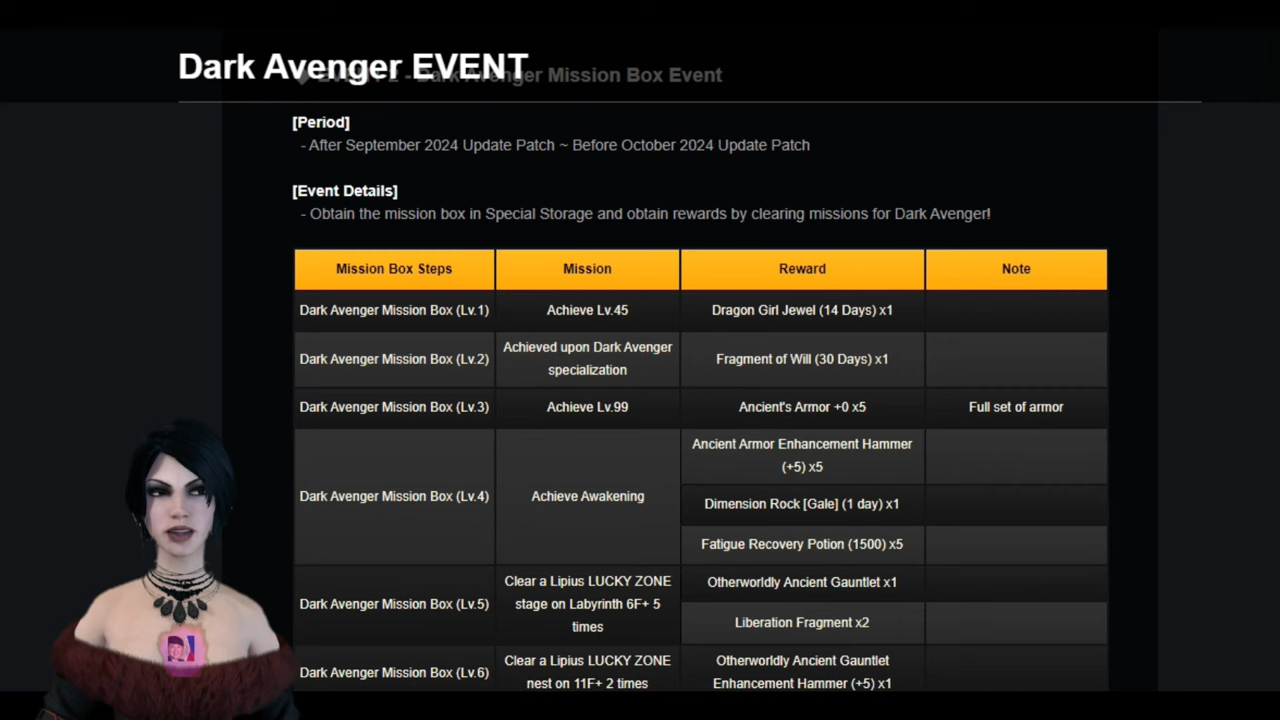 Dark Avenger EVENT
EVENT 2 - Dark Avenger Mission Box Event
[Period]
- After September 2024 Update Patch ~ Before October 2024 Update Patch
[Event Details]
- Obtain the mission box in Special Storage and obtain rewards by clearing missions for Dark Avenger!
Mission Box Steps Mission Reward Note
Dark Avenger Mission Box (Lv.1) Achieve Lv.45 Dragon Girl Jewel (14 Days) x1
Dark Avenger Mission Box (Lv.2) Achieved upon Dark Avenger
specialization Fragment of Will (30 Days) x1
Dark Avenger Mission Box (Lv.3) Achieve Lv.99 Ancient's Armor +0 x5 Full set of armor
Dark Avenger Mission Box (Lv.4) Achieve Awakening
Ancient Armor Enhancement Hammer
(+5) x5
Dimension Rock [Gale] (1 day) x1
Fatigue Recovery Potion (1500) x5
Dark Avenger Mission Box (Lv.5)
Clear a Lipius LUCKY ZONE
stage on Labyrinth 6F+ 5
times
Otherworldly Ancient Gauntlet x1
Liberation Fragment x2
Dark Avenger Mission Box (Lv.6)
Clear a Lipius LUCKY ZONE
nest on 11F+ 2 times
Otherworldly Ancient Gauntlet
Enhancement Hammer (+5) x1